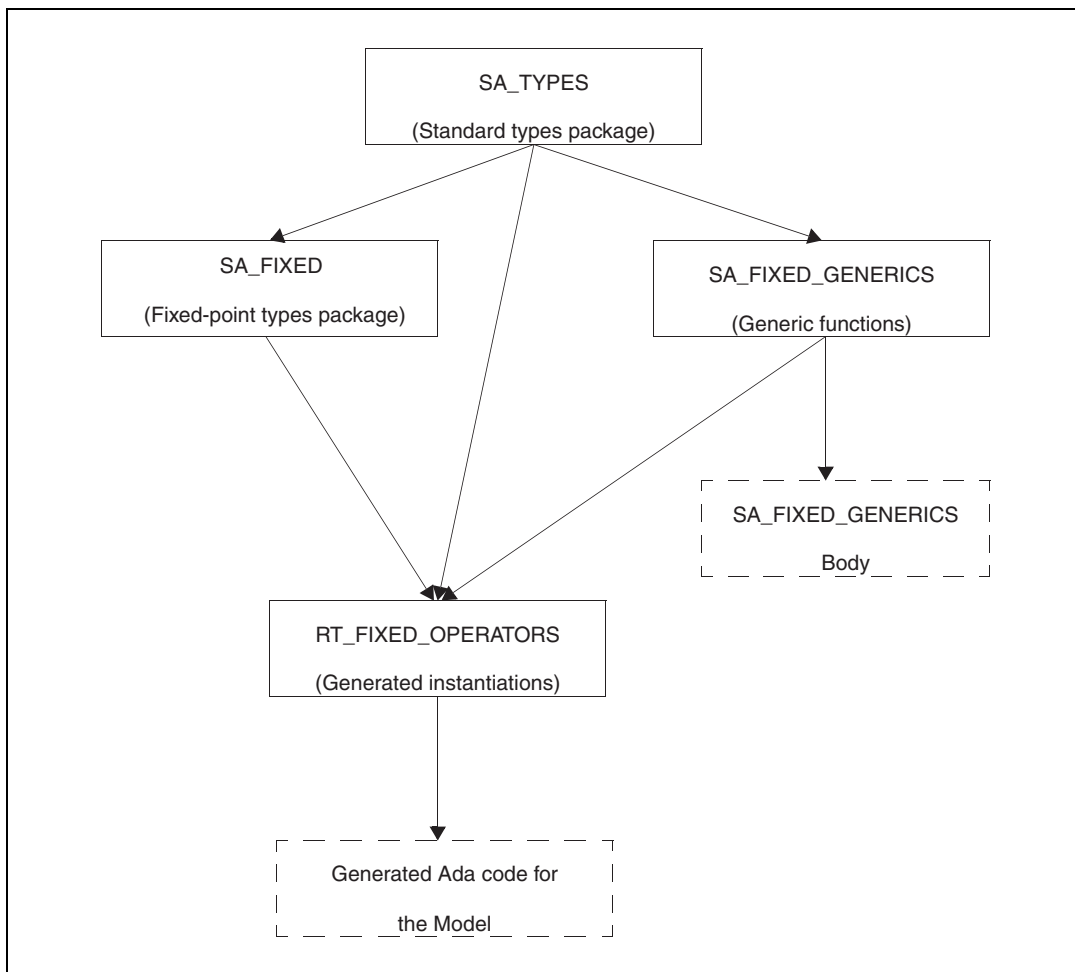 SA_TYPES
(Standard types package)
SA_FIXED
(Fixed-point types package)
SA_FIXED_GENERICS
(Generic functions)
SA_FIXED_GENERICS
Body
RT_FIXED_OPERATORS
(Generated instantiations)
Generated Ada code for
the Model